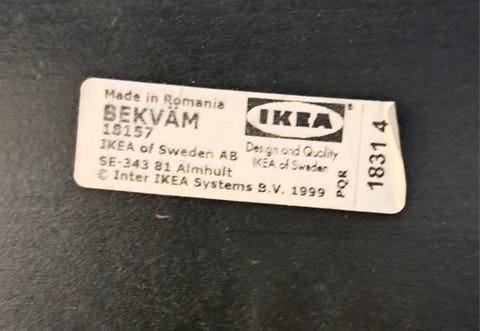 Made in Romania
BEKVÄM
18157
IKEA of Sweden AB
SE-343 81 Älmhult
© Inter IKEA Systems B.V. 1999
IKEA®
Design and Quality
IKEA of Sweden
PQR
1831 4